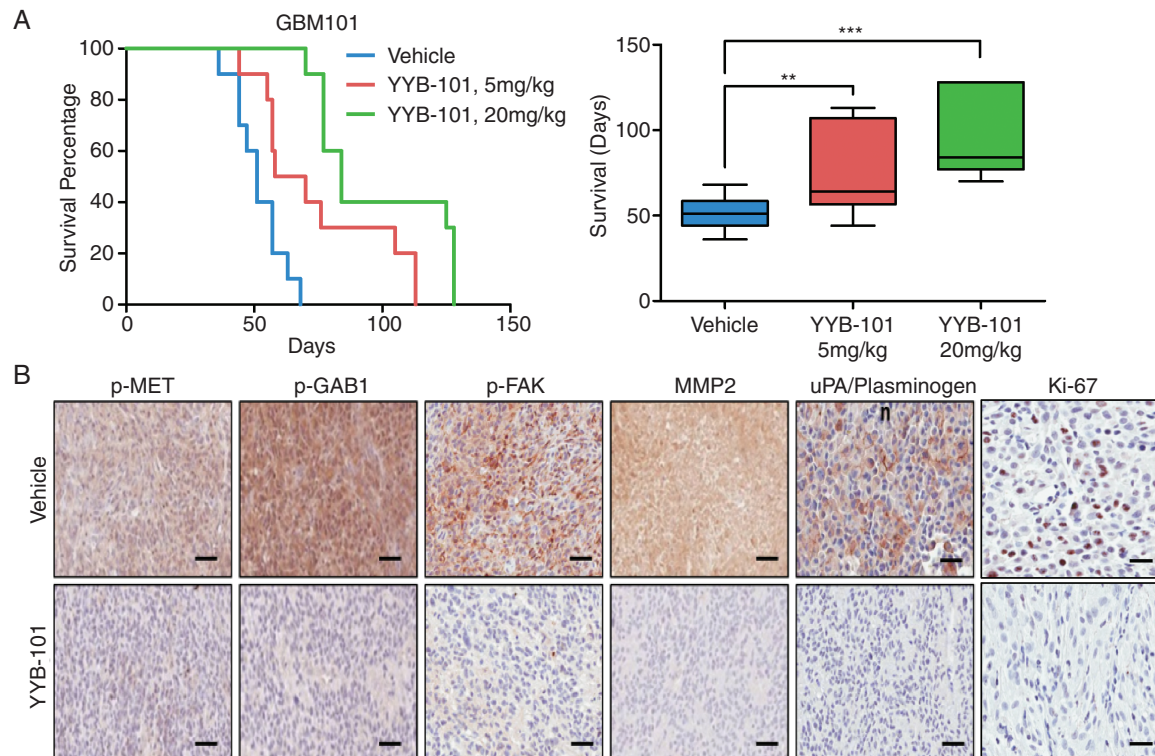 A
GBM101
100
80
60
40
20
0
Survival Percentage
0
50
100
150
Days
Vehicle
YYB-101, 5mg/kg
YYB-101, 20mg/kg
150
100
50
0
Survival (Days)
***
**
Vehicle
YYB-101
5mg/kg
YYB-101
20mg/kg
B
p-MET
p-GAB1
p-FAK
MMP2
uPA/Plasminogen
n
Ki-67
Vehicle
YYB-101